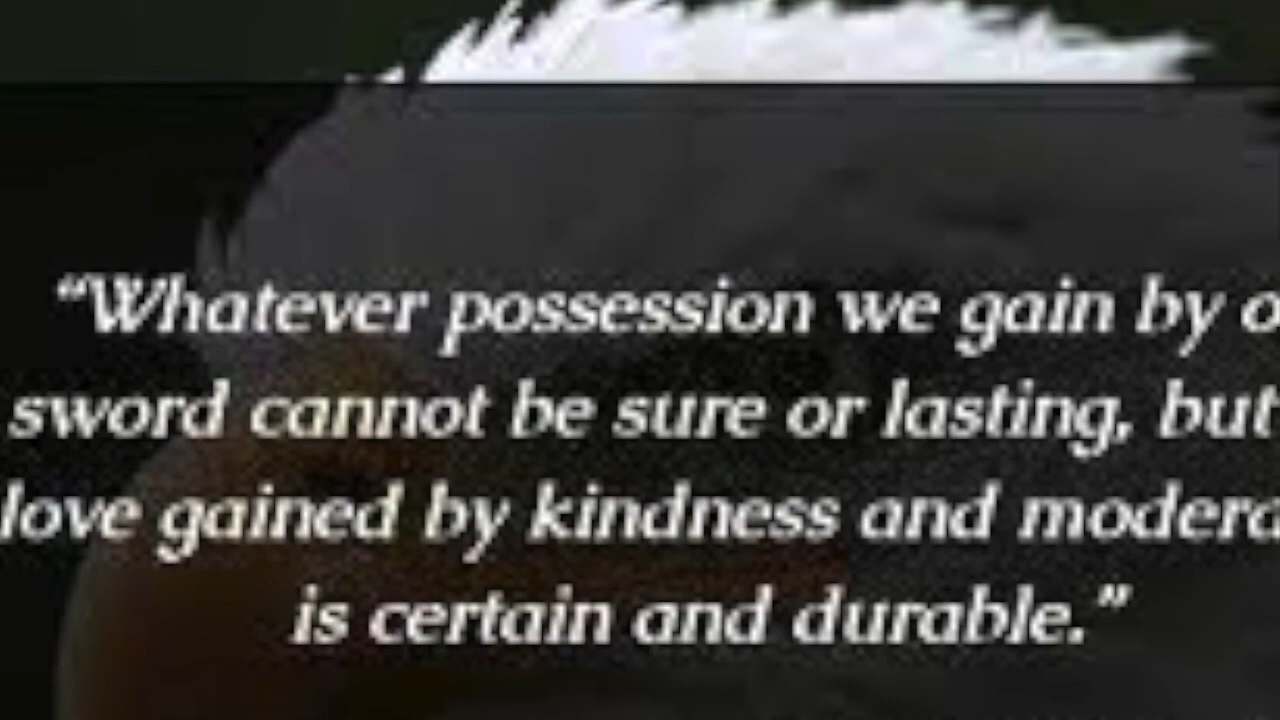 “Whatever possession we gain by o
sword cannot be sure or lasting, but
love gained by kindness and modera
is certain and durable.”